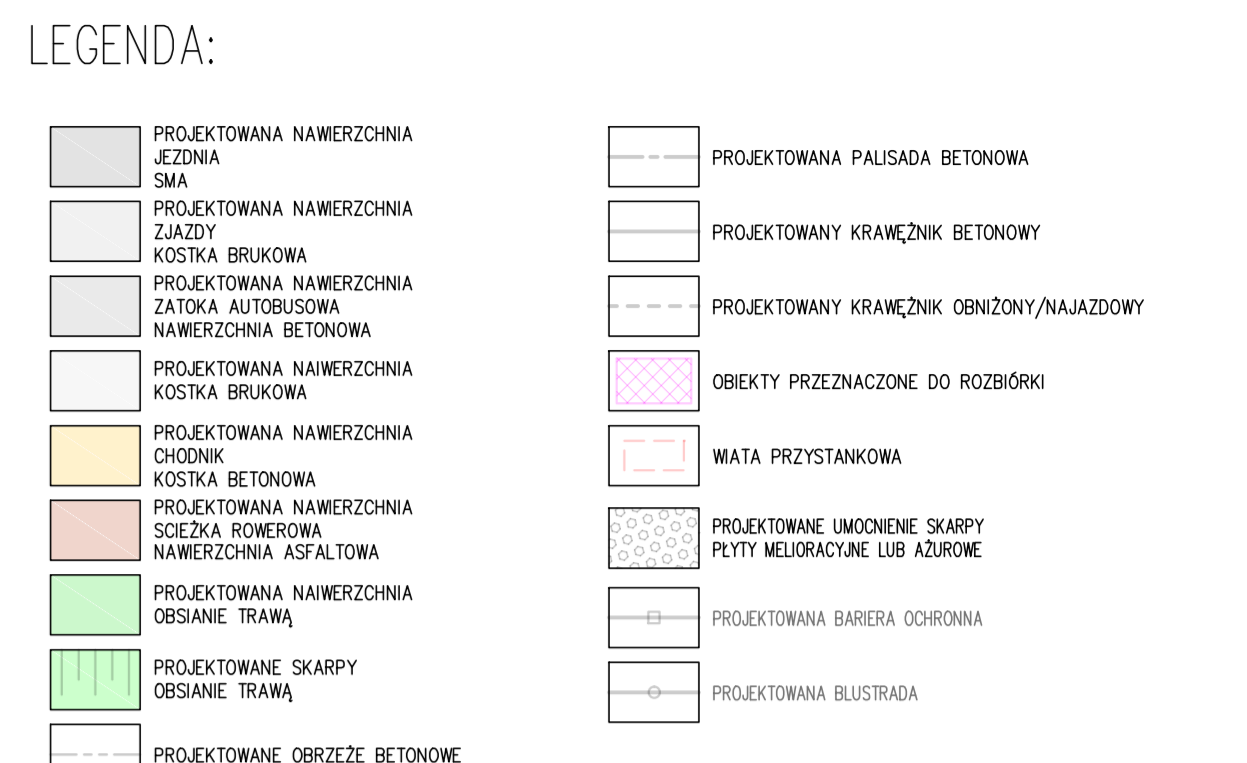 LEGENDA:
PROJEKTOWANA NAWIERZCHNIA
JEZDNIA
SMA
PROJEKTOWANA NAWIERZCHNIA
ZJAZDY
KOSTKA BRUKOWA
PROJEKTOWANA NAWIERZCHNIA
ZATOKA AUTOBUSOWA
NAWIERZCHNIA BETONOWA
PROJEKTOWANA NAIWERZCHNIA
KOSTKA BRUKOWA
PROJEKTOWANA NAWIERZCHNIA
CHODNIK
KOSTKA BETONOWA
PROJEKTOWANA NAWIERZCHNIA
SCIEŻKA ROWEROWA
NAWIERZCHNIA ASFALTOWA
PROJEKTOWANA NAIWERZCHNIA
OBSIANIE TRAWĄ
PROJEKTOWANE SKARPY
OBSIANIE TRAWĄ
PROJEKTOWANE OBRZEŻE BETONOWE
PROJEKTOWANA PALISADA BETONOWA
PROJEKTOWANY KRAWĘŻNIK BETONOWY
PROJEKTOWANY KRAWĘŻNIK OBNIŻONY/NAJAZDOWY
OBIEKTY PRZEZNACZONE DO ROZBIÓRKI
WIATA PRZYSTANKOWA
PROJEKTOWANE UMOCNIENIE SKARPY
PŁYTY MELIORACYJNE LUB AŻUROWE
PROJEKTOWANA BARIERA OCHRONNA
PROJEKTOWANA BLUSTRADA